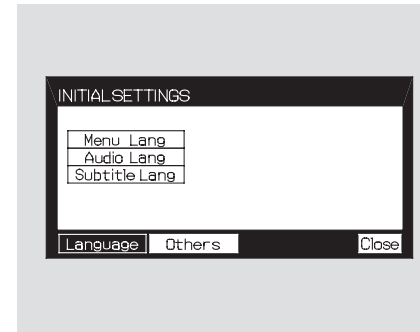 INITIAL SETTINGS
Menu Lang
Audio Lang
Subtitle Lang
Language Others Close